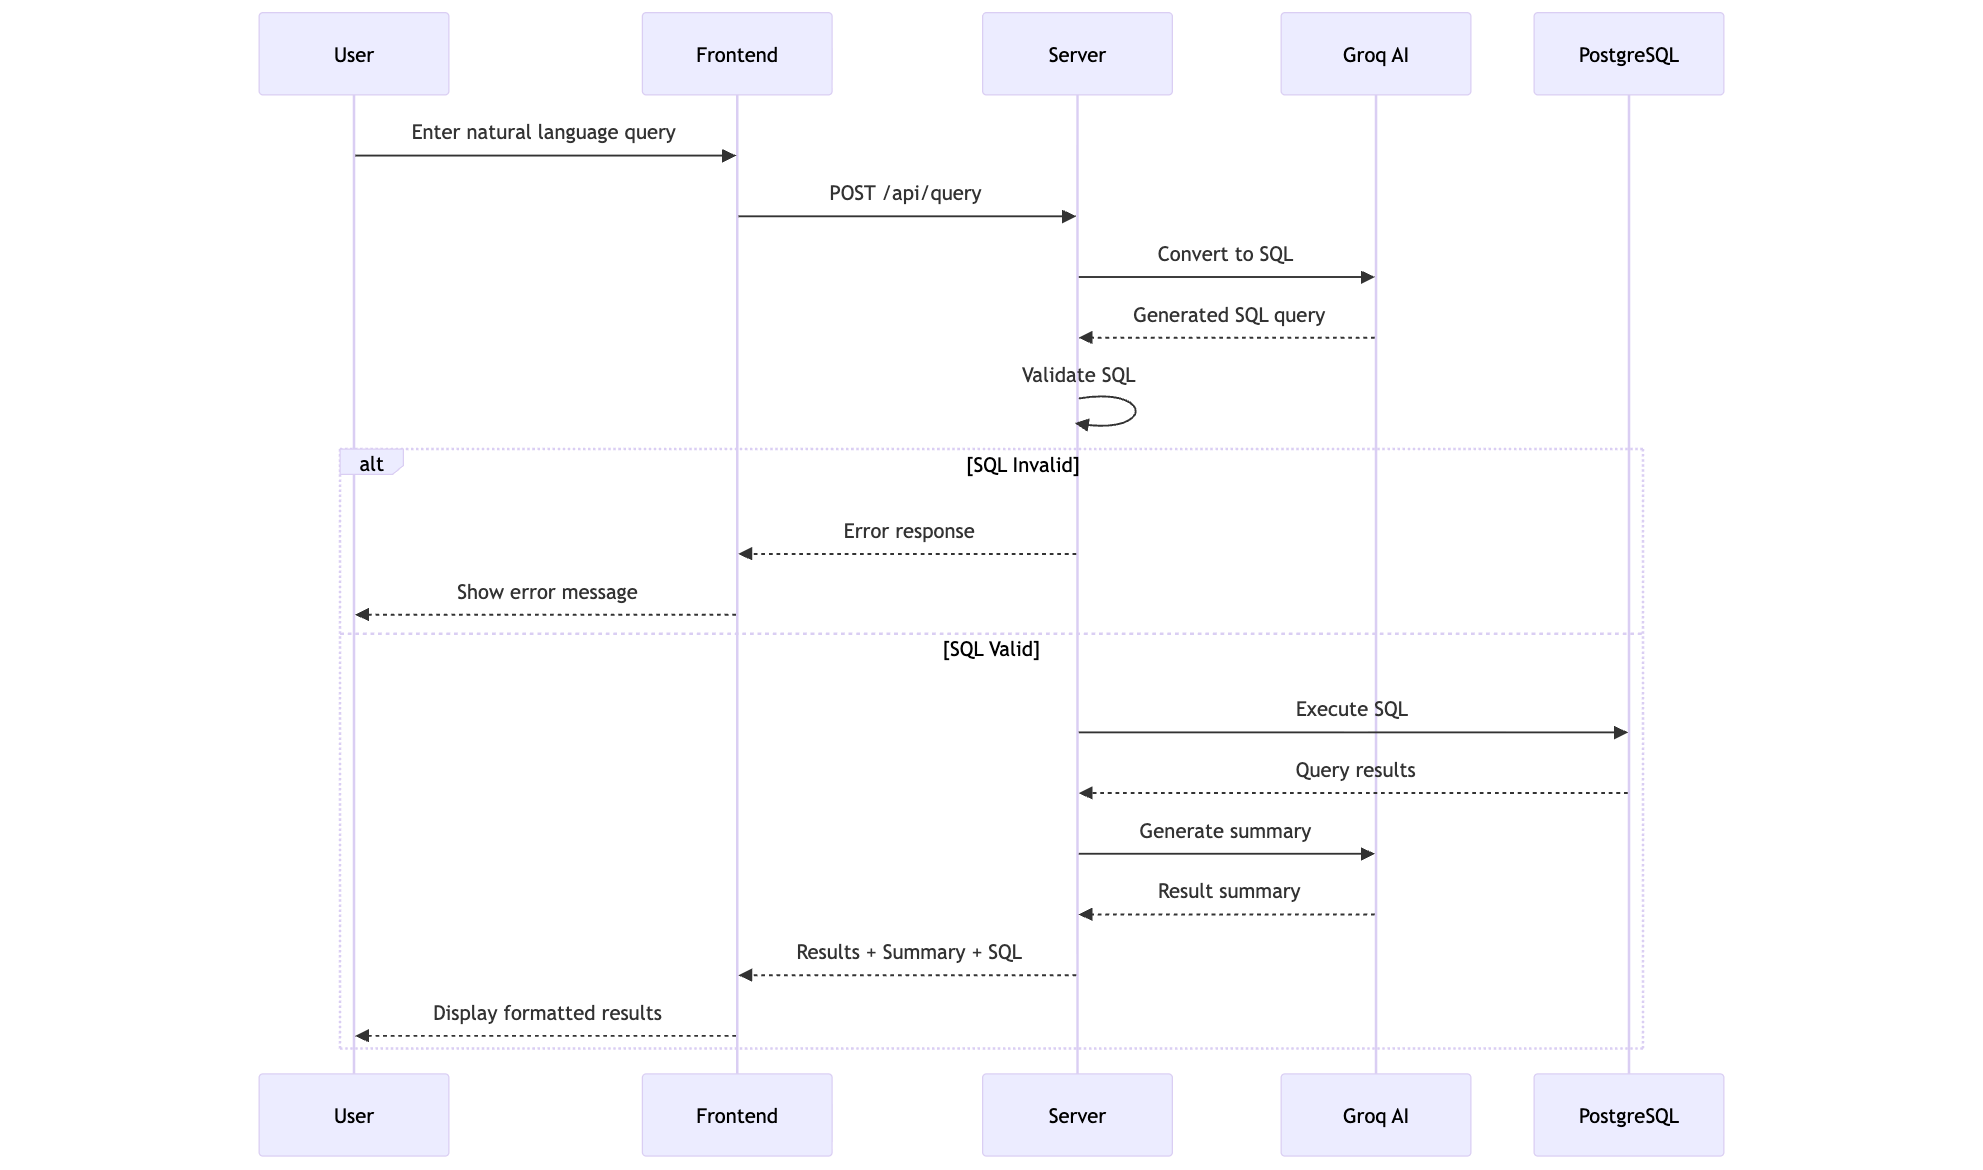 User
Frontend
Server
Groq AI
PostgreSQL
Enter natural language query
POST /api/query
Convert to SQL
Generated SQL query
Validate SQL
alt
[SQL Invalid]
Error response
Show error message
[SQL Valid]
Execute SQL
Query results
Generate summary
Result summary
Results + Summary + SQL
Display formatted results
User
Frontend
Server
Groq AI
PostgreSQL